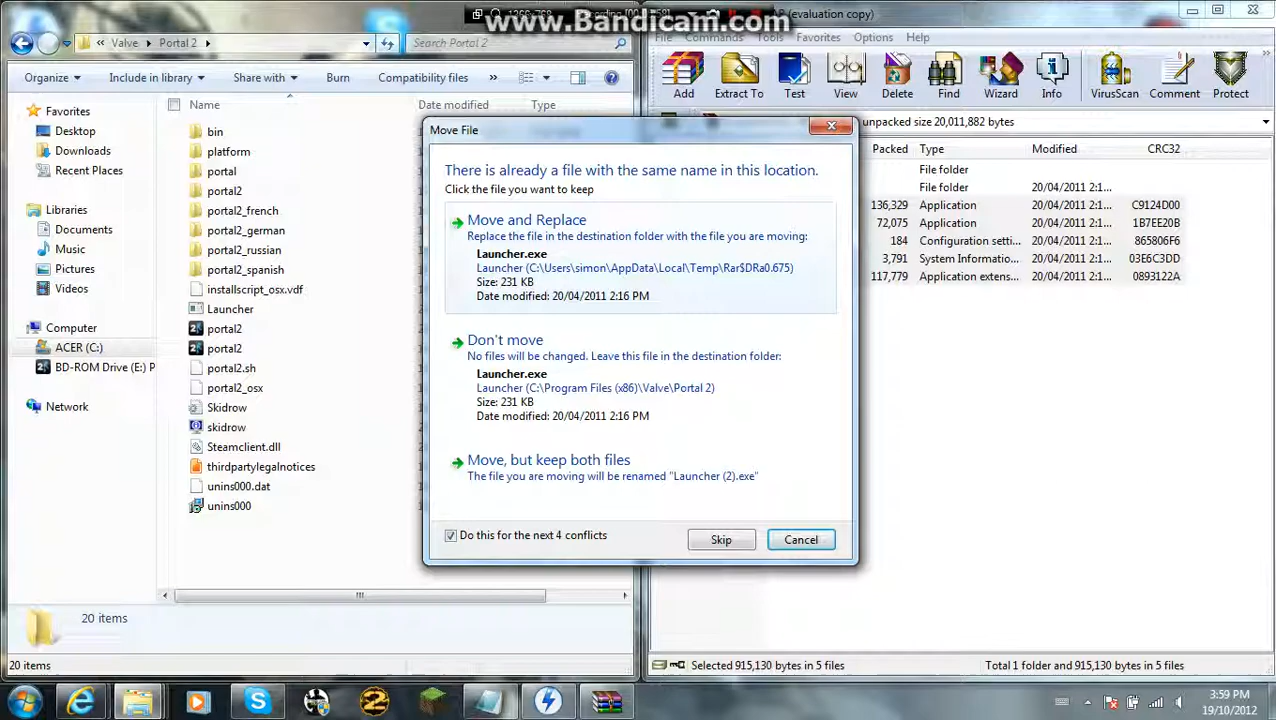 www.Bandicam.com
(evaluation copy)
Valve
Portal 2
Search Portal 2
File
Commands
Tools
Favorites
Options
Help
Organize
Include in library
Share with
Burn
Compatibility files
»
Add
Extract To
Test
View
Delete
Find
Wizard
Info
VirusScan
Comment
Protect
unpacked size 20,011,882 bytes
Favorites
Desktop
Downloads
Recent Places
Libraries
Documents
Music
Pictures
Videos
Computer
ACER (C:)
BD-ROM Drive (E:) P
Network
Name
Date modified
Type
bin
platform
portal
portal2
portal2_french
portal2_german
portal2_russian
portal2_spanish
installscript_osx.vdf
Launcher
portal2
portal2
portal2.sh
portal2_osx
Skidrow
skidrow
Steamclient.dll
thirdpartylegalnotices
unins000.dat
unins000
Move File
There is already a file with the same name in this location.
Click the file you want to keep
Move and Replace
Replace the file in the destination folder with the file you are moving:
Launcher.exe
Launcher (C:\Users\simon\AppData\Local\Temp\Rar$DRa0.675)
Size: 231 KB
Date modified: 20/04/2011 2:16 PM
Don't move
No files will be changed. Leave this file in the destination folder:
Launcher.exe
Launcher (C:\Program Files (x86)\Valve\Portal 2)
Size: 231 KB
Date modified: 20/04/2011 2:16 PM
Move, but keep both files
The file you are moving will be renamed "Launcher (2).exe"
Do this for the next 4 conflicts
Skip
Cancel
Packed Type Modified CRC32
File folder
File folder 20/04/2011 2:1...
136,329 Application 20/04/2011 2:1... C9124D00
72,075 Application 20/04/2011 2:1... 1B7EE20B
184 Configuration setti... 20/04/2011 2:1... 865806F6
3,791 System Informatio... 20/04/2011 2:1... 03E6C3DD
117,779 Application extens... 20/04/2011 2:1... 0893122A
20 items
20 items
Selected 915,130 bytes in 5 files
Total 1 folder and 915,130 bytes in 5 files
3:59 PM
19/10/2012